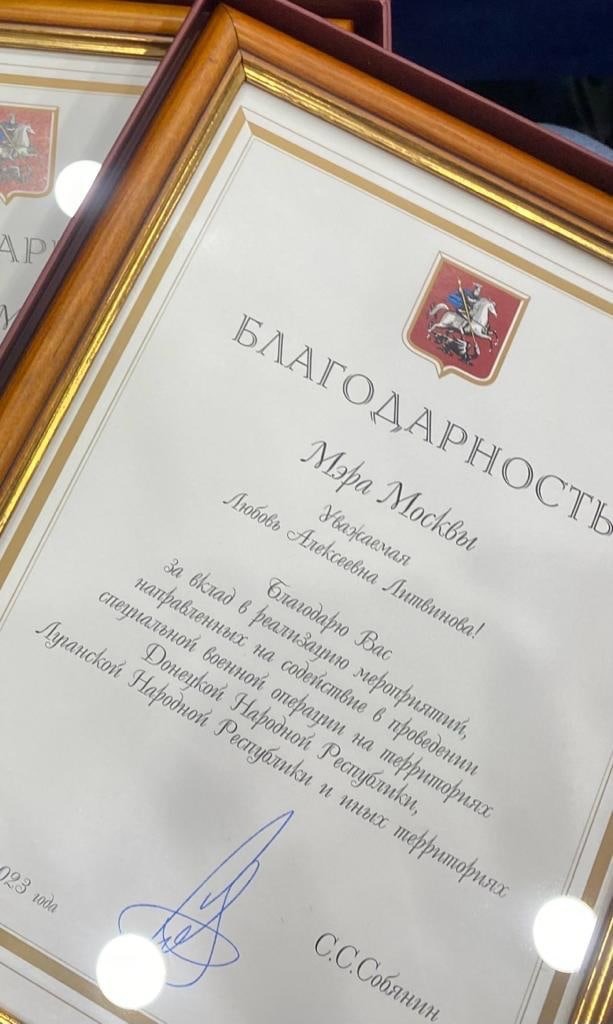 БЛАГОДАРНОСТЬ
Мэра Москвы
Уважаемая
Любовь Алексеевна Литвинова!
Благодарю Вас
за вклад в реализацию мероприятий,
направленных на содействие в проведении
специальной военной операции на территориях
Донецкой Народной Республики,
Луганской Народной Республики и иных территориях
023 года
С.С.Собянин